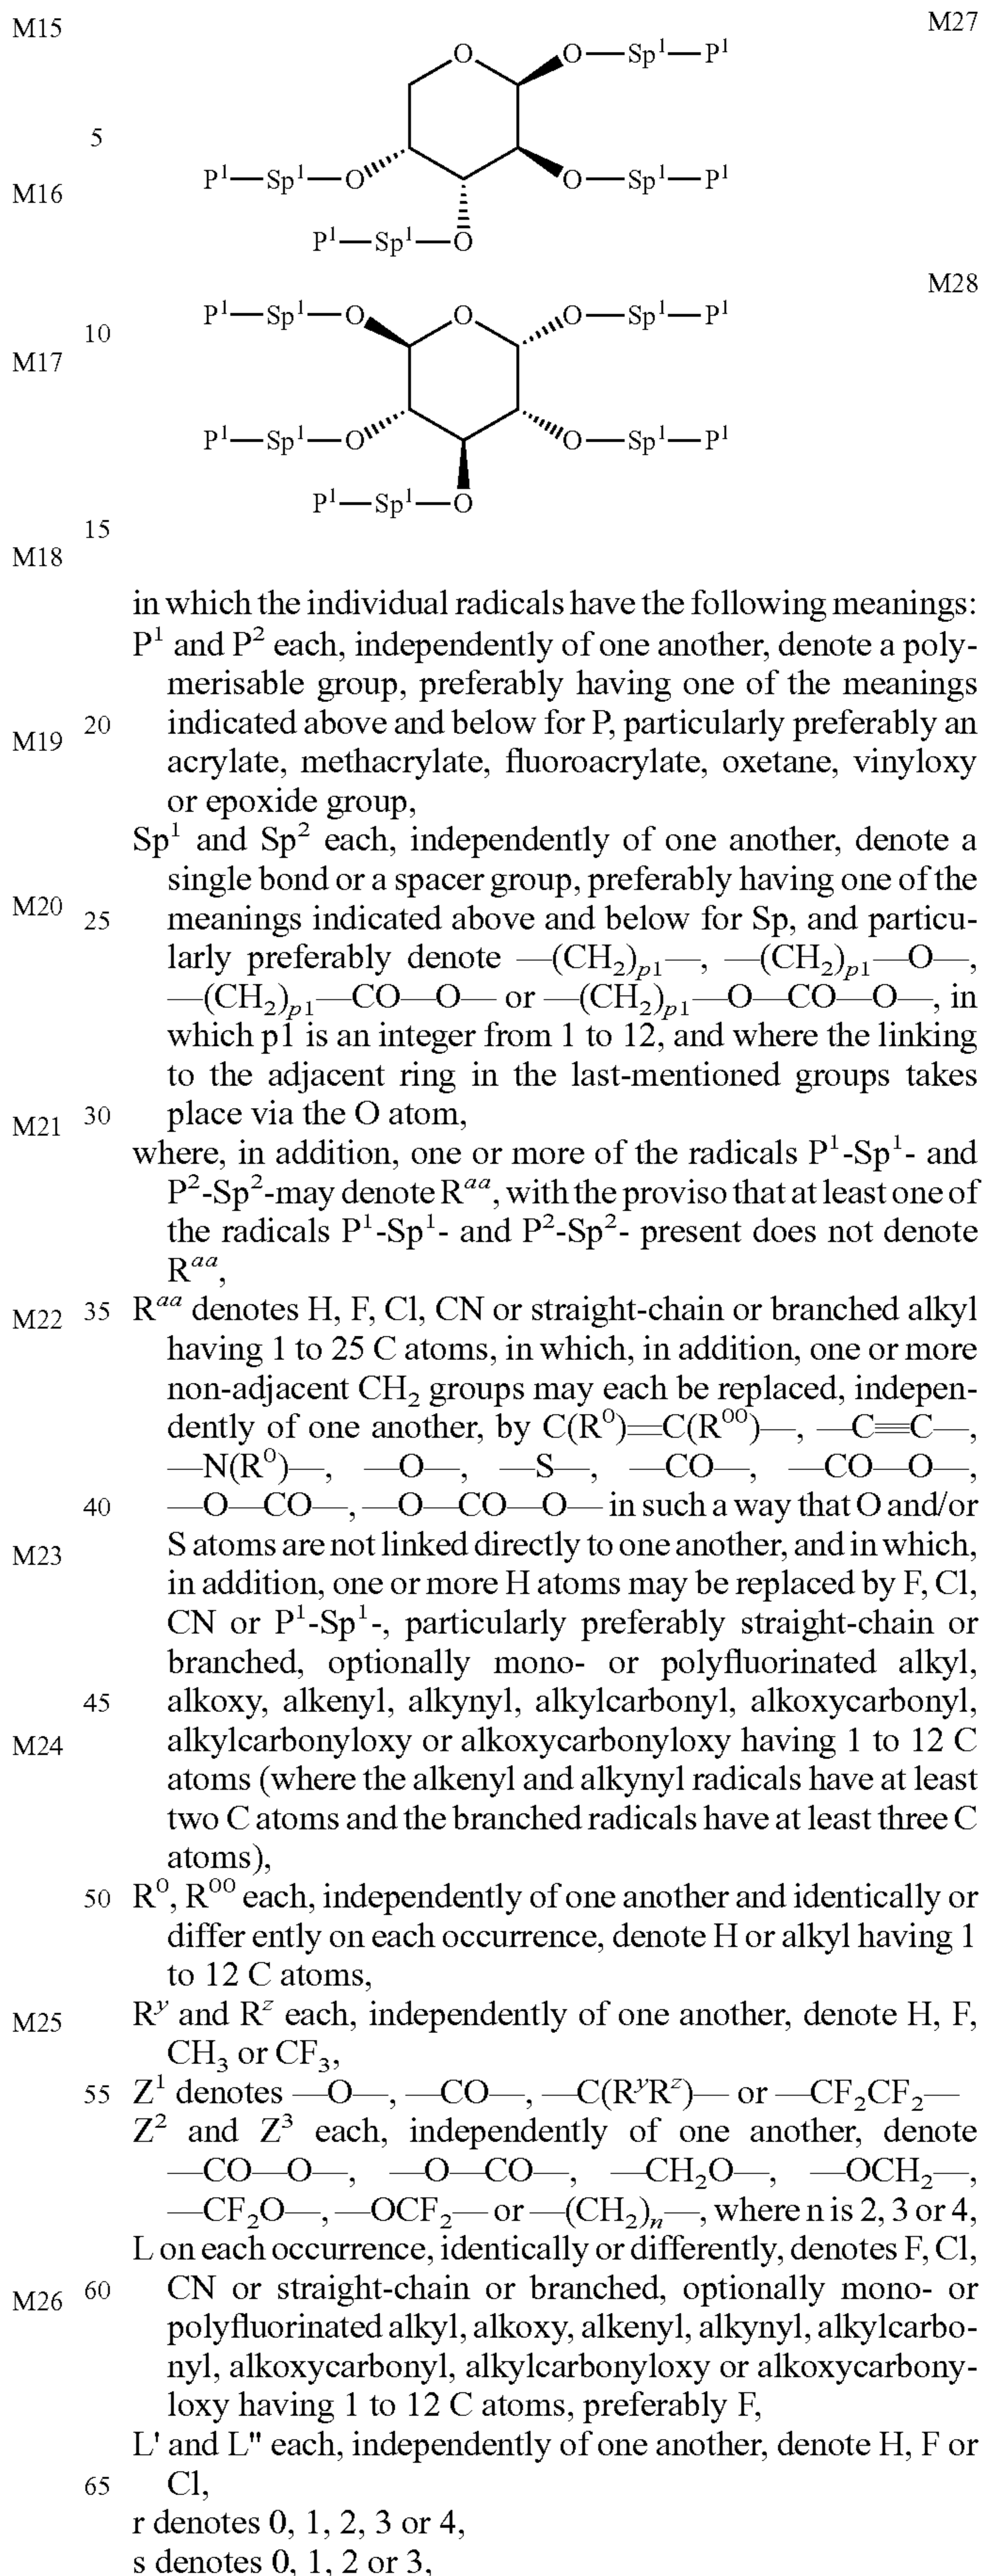 M15
M27
O
O—Sp¹—P¹
5
P¹—Sp¹—O
O—Sp¹—P¹
M16
P¹—Sp¹—O
M28
P¹—Sp¹—O
O
O—Sp¹—P¹
10
M17
P¹—Sp¹—O
O—Sp¹—P¹
P¹—Sp¹—O
15
M18
in which the individual radicals have the following meanings:
P¹ and P² each, independently of one another, denote a poly-
merisable group, preferably having one of the meanings
M19 20 indicated above and below for P, particularly preferably an
acrylate, methacrylate, fluoroacrylate, oxetane, vinyloxy
or epoxide group,
Sp¹ and Sp² each, independently of one another, denote a
single bond or a spacer group, preferably having one of the
M20 25 meanings indicated above and below for Sp, and particu-
larly preferably denote —(CH₂)ₚ₁—, —(CH₂)ₚ₁—O—,
—(CH₂)ₚ₁—CO—O— or —(CH₂)ₚ₁—O—CO—O—, in
which p1 is an integer from 1 to 12, and where the linking
to the adjacent ring in the last-mentioned groups takes
M21 30 place via the O atom,
where, in addition, one or more of the radicals P¹-Sp¹- and
P²-Sp²-may denote Rᵃᵃ, with the proviso that at least one of
the radicals P¹-Sp¹- and P²-Sp²- present does not denote
Rᵃᵃ,
M22 35 Rᵃᵃ denotes H, F, Cl, CN or straight-chain or branched alkyl
having 1 to 25 C atoms, in which, in addition, one or more
non-adjacent CH₂ groups may each be replaced, indepen-
dently of one another, by C(R⁰)=C(R⁰⁰)—, —C≡C—,
—N(R⁰)—, —O—, —S—, —CO—, —CO—O—,
40 —O—CO—, —O—CO—O— in such a way that O and/or
M23 S atoms are not linked directly to one another, and in which,
in addition, one or more H atoms may be replaced by F, Cl,
CN or P¹-Sp¹-, particularly preferably straight-chain or
branched, optionally mono- or polyfluorinated alkyl,
45 alkoxy, alkenyl, alkynyl, alkylcarbonyl, alkoxycarbonyl,
M24 alkylcarbonyloxy or alkoxycarbonyloxy having 1 to 12 C
atoms (where the alkenyl and alkynyl radicals have at least
two C atoms and the branched radicals have at least three C
atoms),
50 R⁰, R⁰⁰ each, independently of one another and identically or
differ ently on each occurrence, denote H or alkyl having 1
to 12 C atoms,
M25 Rʸ and Rᶻ each, independently of one another, denote H, F,
CH₃ or CF₃,
55 Z¹ denotes —O—, —CO—, —C(RʸRᶻ)— or —CF₂CF₂—
Z² and Z³ each, independently of one another, denote
—CO—O—, —O—CO—, —CH₂O—, —OCH₂—,
—CF₂O—, —OCF₂— or —(CH₂)ₙ—, where n is 2, 3 or 4,
L on each occurrence, identically or differently, denotes F, Cl,
M26 60 CN or straight-chain or branched, optionally mono- or
polyfluorinated alkyl, alkoxy, alkenyl, alkynyl, alkylcarbo-
nyl, alkoxycarbonyl, alkylcarbonyloxy or alkoxycarbony-
loxy having 1 to 12 C atoms, preferably F,
L' and L" each, independently of one another, denote H, F or
65 Cl,
r denotes 0, 1, 2, 3 or 4,
s denotes 0, 1, 2 or 3,